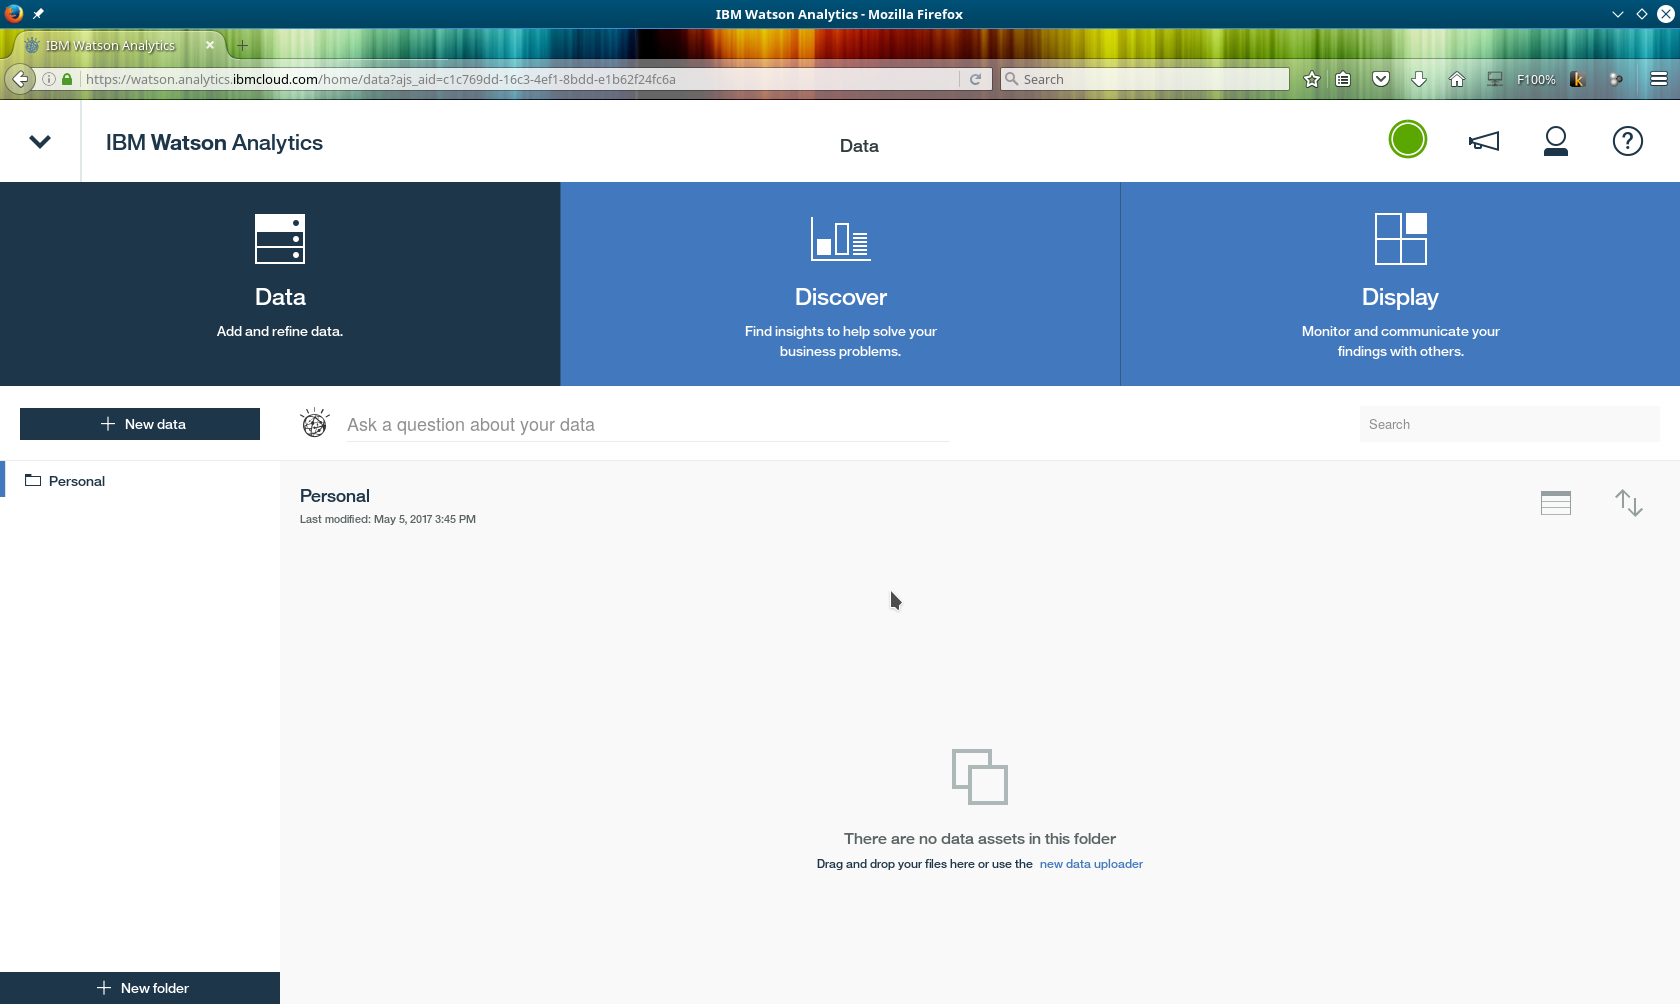 IBM Watson Analytics - Mozilla Firefox
IBM Watson Analytics
https://watson.analytics.ibmcloud.com/home/data?ajs_aid=c1c769dd-16c3-4ef1-8bdd-e1b62f24fc6a
Search
F100%
k
IBM Watson Analytics
Data
?
Data
Add and refine data.
Discover
Find insights to help solve your
business problems.
Display
Monitor and communicate your
findings with others.
New data
Ask a question about your data
Search
Personal
Personal
Last modified: May 5, 2017 3:45 PM
There are no data assets in this folder
Drag and drop your files here or use the new data uploader
New folder